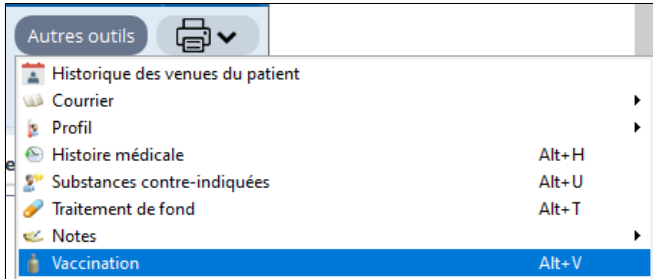 Autres outils
Historique des venues du patient
Courrier
Profil
Histoire médicale Alt+H
Substances contre-indiquées Alt+U
Traitement de fond Alt+T
Notes
Vaccination Alt+V